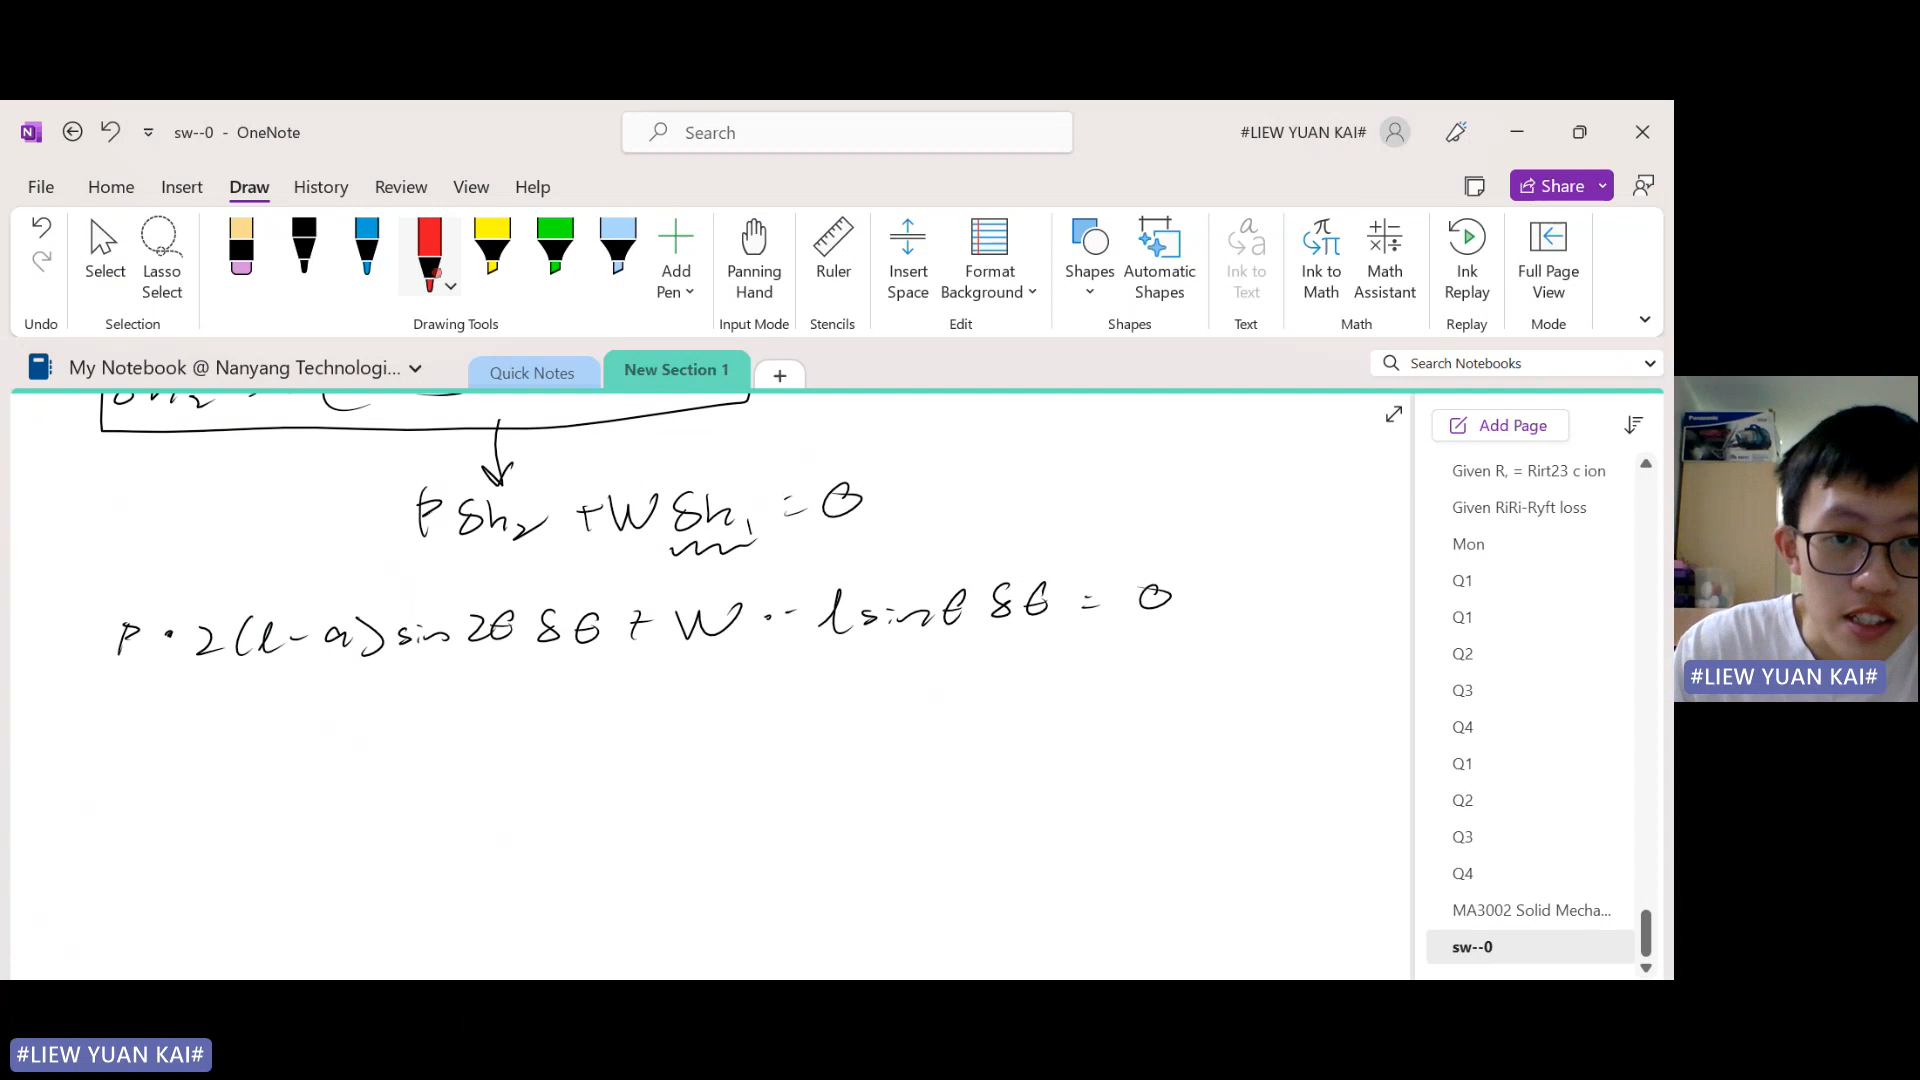 sw--0 - OneNote
Search
#LIEW YUAN KAI#
File Home Insert Draw History Review View Help
Share
Select
Lasso Select
Add Pen
Panning Hand
Ruler
Insert Space
Format Background
Shapes
Automatic Shapes
Ink to Text
Ink to Math
Math Assistant
Ink Replay
Full Page View
Undo Selection Drawing Tools Input Mode Stencils Edit Shapes Text Math Replay Mode
My Notebook @ Nanyang Technologi...
Quick Notes
New Section 1
Search Notebooks
Add Page
Pδh₂ + Wδh₁ = 0
P · 2(l-a) sin 2θ δθ + W · - l sin θ δθ = 0
Given R, = Rirt23 c ion
Given RiRi-Ryft loss
Mon
Q1
Q1
Q2
Q3
Q4
Q1
Q2
Q3
Q4
MA3002 Solid Mecha...
sw--0
Panasonic
#LIEW YUAN KAI#
#LIEW YUAN KAI#